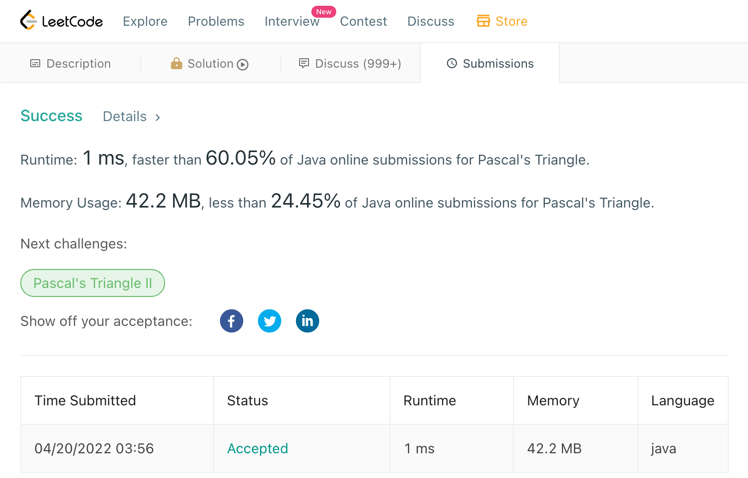 LeetCode Explore Problems Interview New Contest Discuss Store
Description Solution Discuss (999+) Submissions
Success Details >
Runtime: 1 ms, faster than 60.05% of Java online submissions for Pascal's Triangle.
Memory Usage: 42.2 MB, less than 24.45% of Java online submissions for Pascal's Triangle.
Next challenges:
Pascal's Triangle II
Show off your acceptance: f in
Time Submitted Status Runtime Memory Language
04/20/2022 03:56 Accepted 1 ms 42.2 MB java